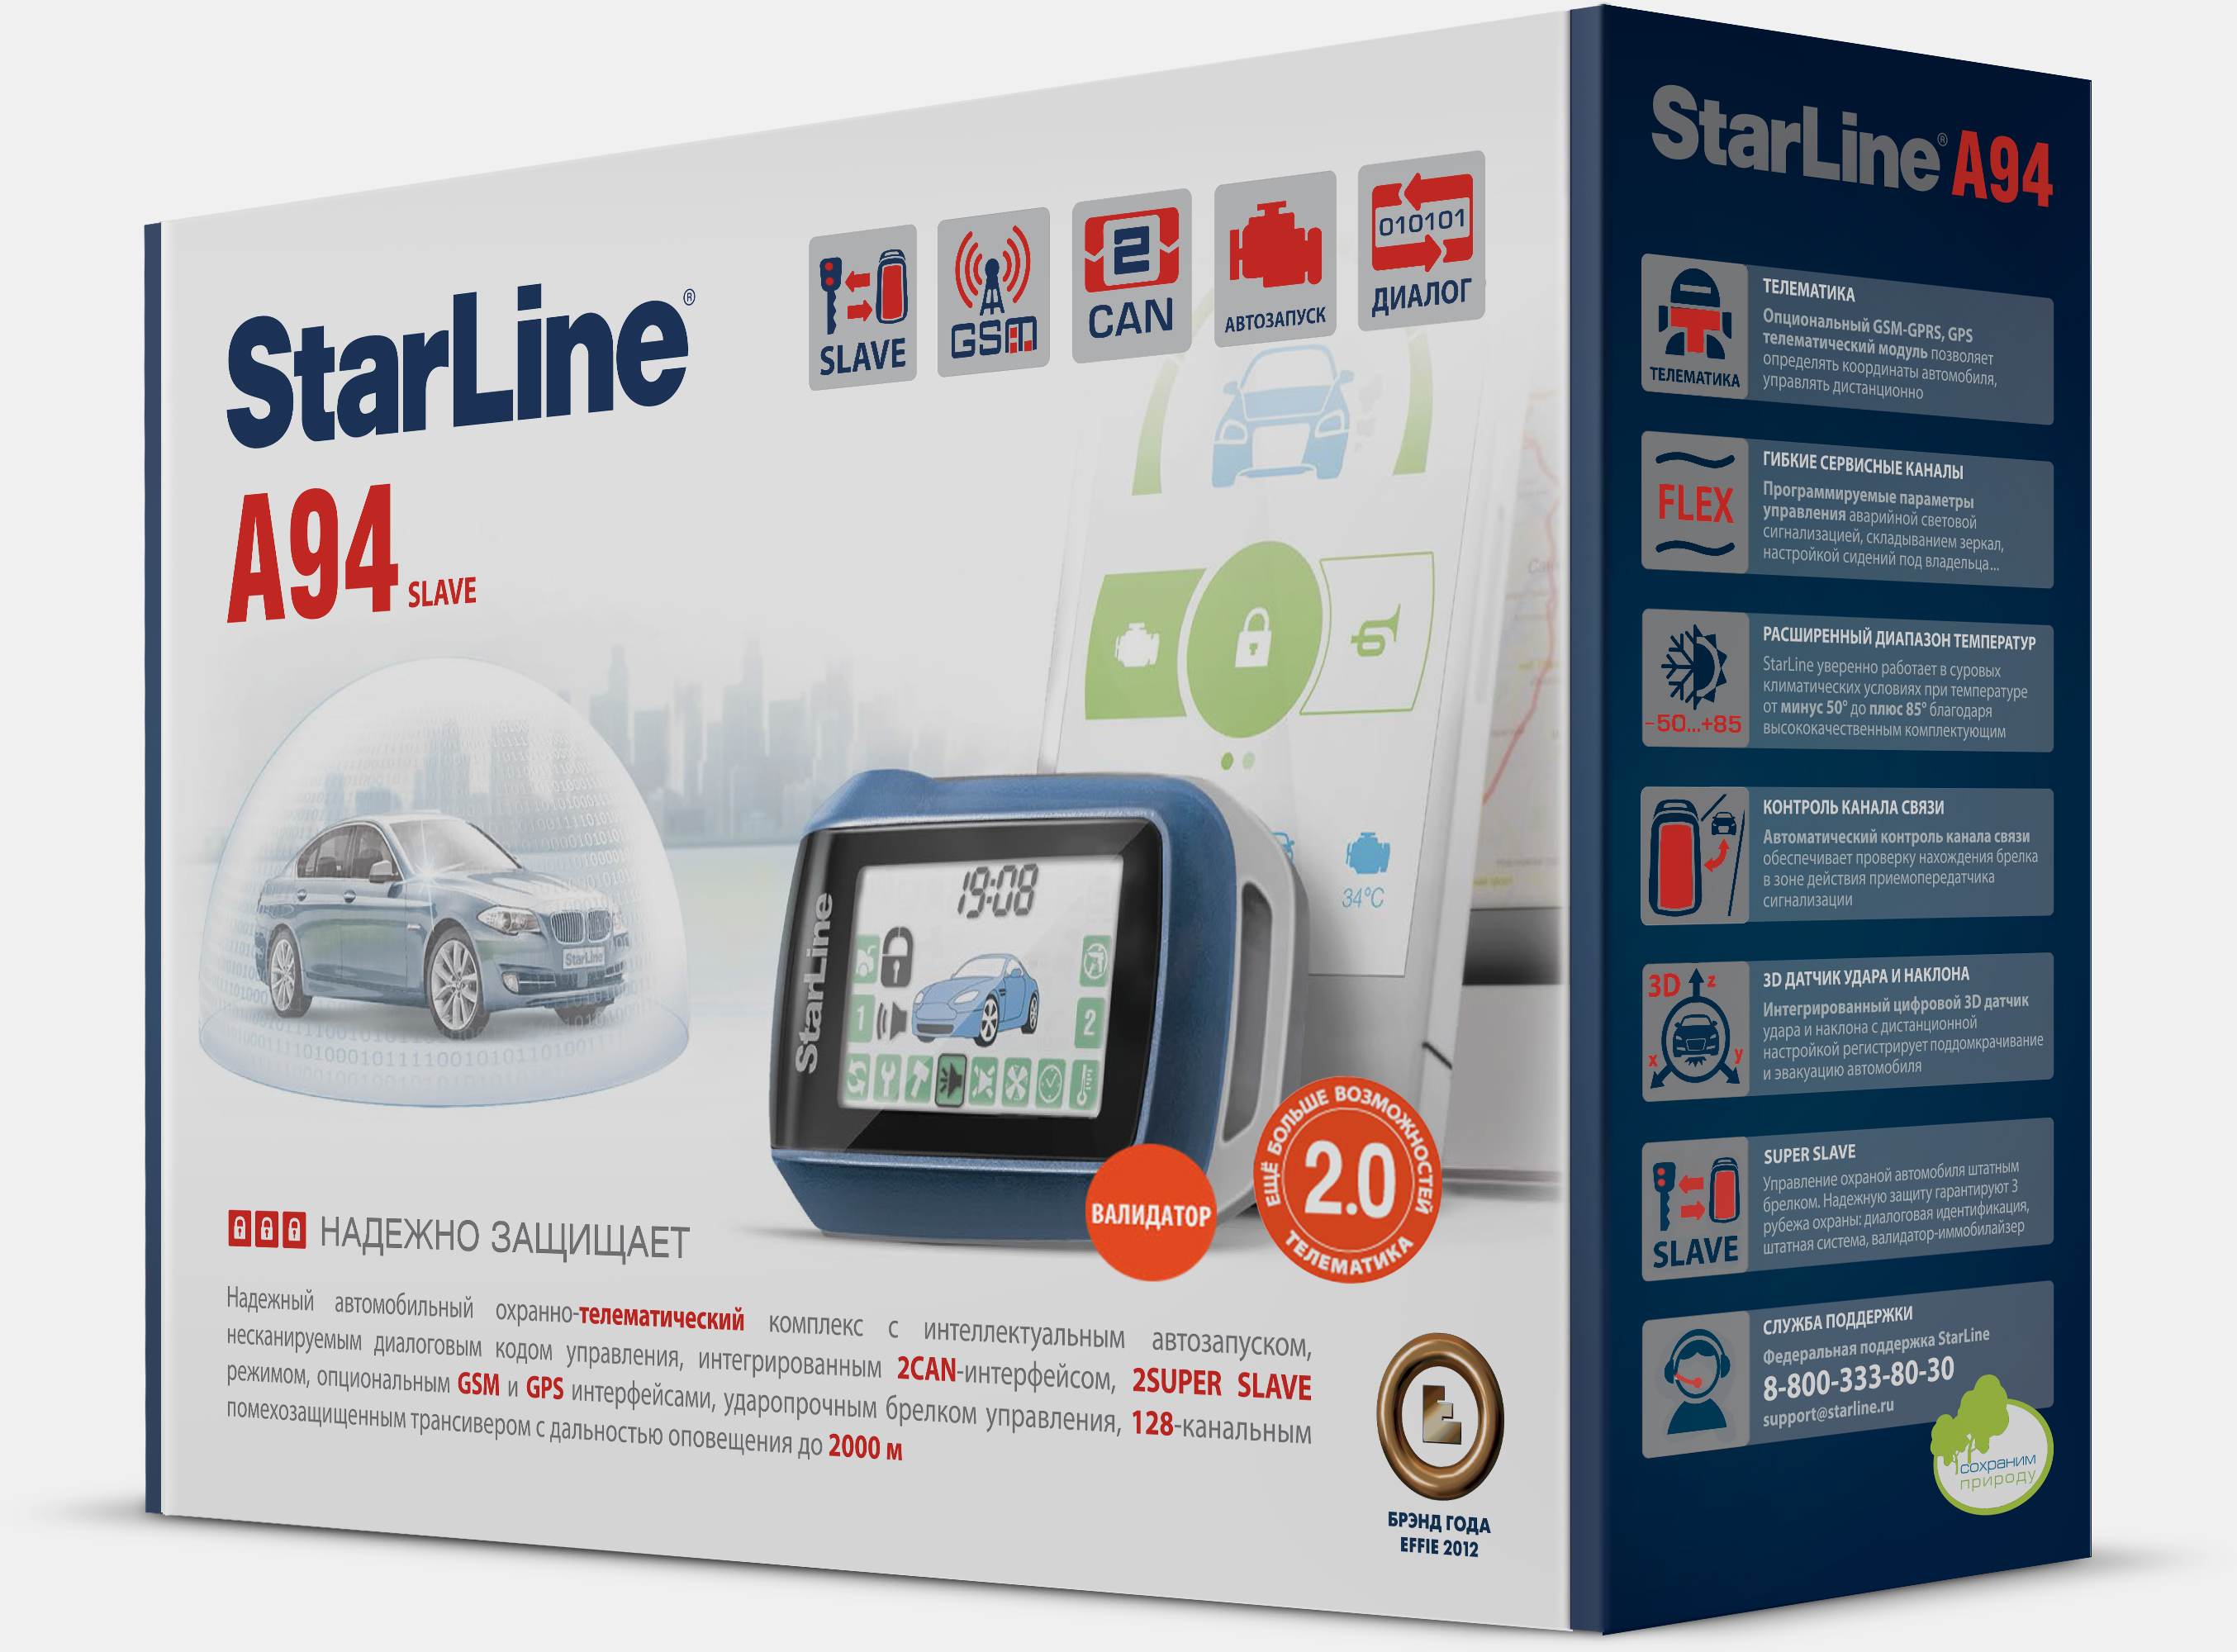 StarLine®
A94 SLAVE
SLAVE
GSM
2
CAN
АВТОЗАПУСК
010101
ДИАЛОГ
34°C
StarLine
19:08
1
2
StarLine
ВАЛИДАТОР
ЕЩЁ БОЛЬШЕ ВОЗМОЖНОСТЕЙ
2.0
ТЕЛЕМАТИКА
НАДЕЖНО ЗАЩИЩАЕТ
Надежный автомобильный охранно-телематический комплекс с интеллектуальным автозапуском,
несканируемым диалоговым кодом управления, интегрированным 2CAN-интерфейсом, 2SUPER SLAVE
режимом, опциональным GSM и GPS интерфейсами, ударопрочным брелком управления, 128-канальным
помехозащищенным трансивером с дальностью оповещения до 2000 м
БРЭНД ГОДА
EFFIE 2012
StarLine® A94
ТЕЛЕМАТИКА
ТЕЛЕМАТИКА
Опциональный GSM-GPRS, GPS
телематический модуль позволяет
определять координаты автомобиля,
управлять дистанционно
FLEX
ГИБКИЕ СЕРВИСНЫЕ КАНАЛЫ
Программируемые параметры
управления аварийной световой
сигнализацией, складыванием зеркал,
настройкой сидений под владельца...
-50...+85
РАСШИРЕННЫЙ ДИАПАЗОН ТЕМПЕРАТУР
StarLine уверенно работает в суровых
климатических условиях при температуре
от минус 50° до плюс 85° благодаря
высококачественным комплектующим
КОНТРОЛЬ КАНАЛА СВЯЗИ
Автоматический контроль канала связи
обеспечивает проверку нахождения брелка
в зоне действия приемопередатчика
сигнализации
3D z
x y
3D ДАТЧИК УДАРА И НАКЛОНА
Интегрированный цифровой 3D датчик
удара и наклона с дистанционной
настройкой регистрирует поддомкрачивание
и эвакуацию автомобиля
SLAVE
SUPER SLAVE
Управление охраной автомобиля штатным
брелком. Надежную защиту гарантируют 3
рубежа охраны: диалоговая идентификация,
штатная система, валидатор-иммобилайзер
СЛУЖБА ПОДДЕРЖКИ
Федеральная поддержка StarLine
8-800-333-80-30
support@starline.ru
сохраним
природу